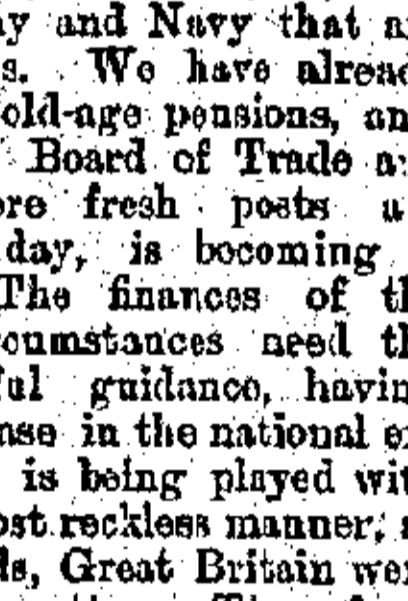 ay and Navy that a
s. We have alread
old-age pensions, an
Board of Trade a
ore fresh posts u
day, is becoming
The finances of th
cumstances need th
ful guidance, havin
nse in the national e
is being played wit
ost reckless manner,
ds, Great Britain wer